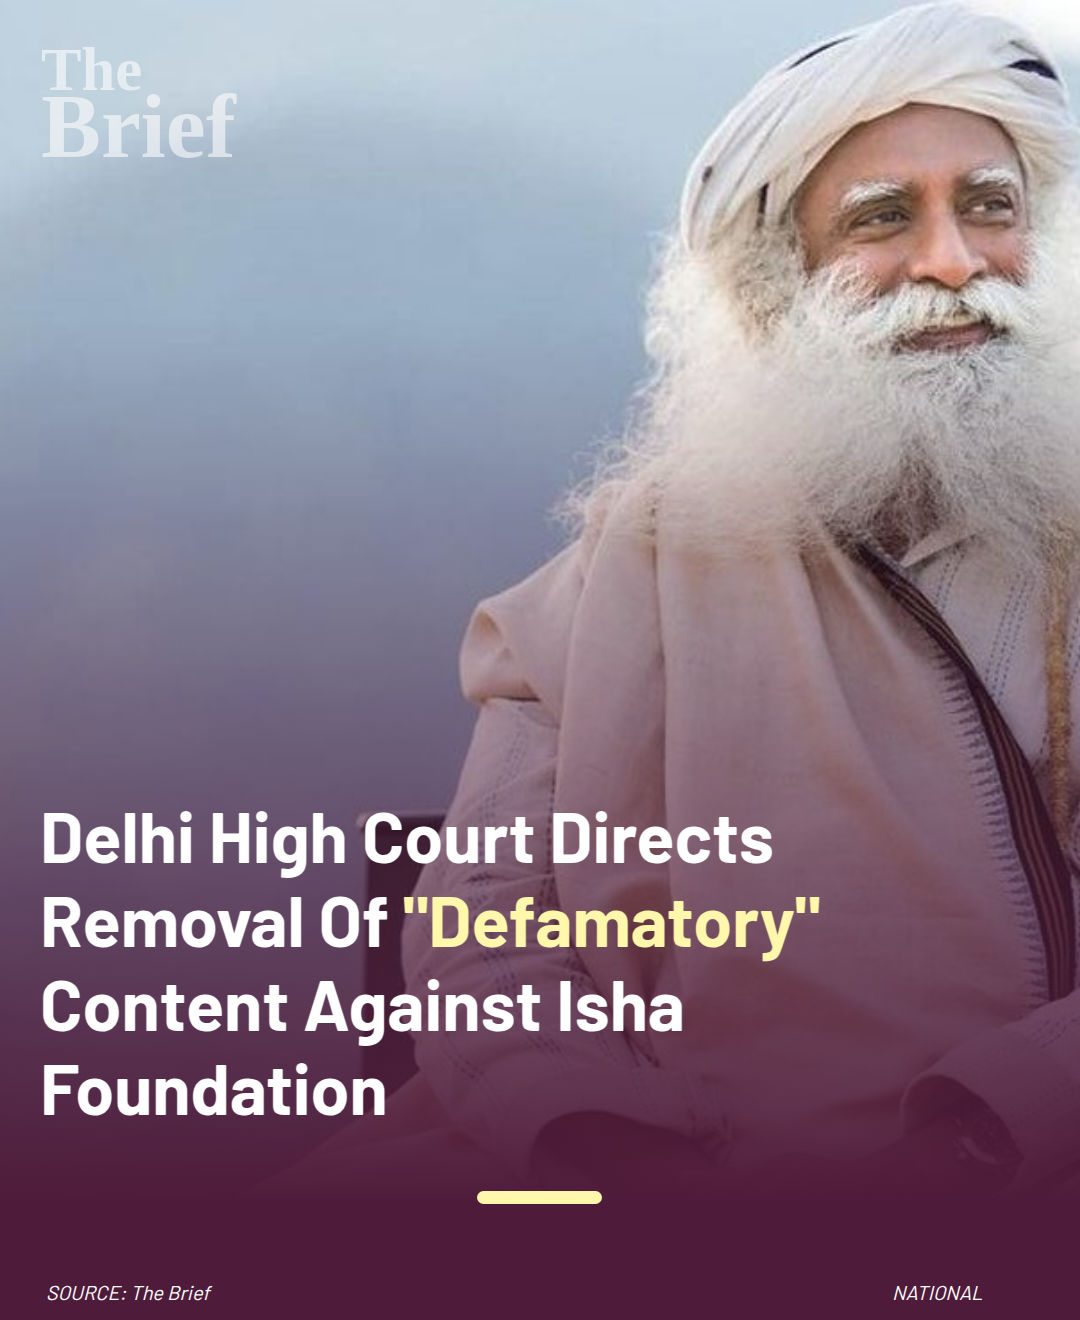 The
Brief
Delhi High Court Directs
Removal Of "Defamatory"
Content Against Isha
Foundation
SOURCE: The Brief
NATIONAL